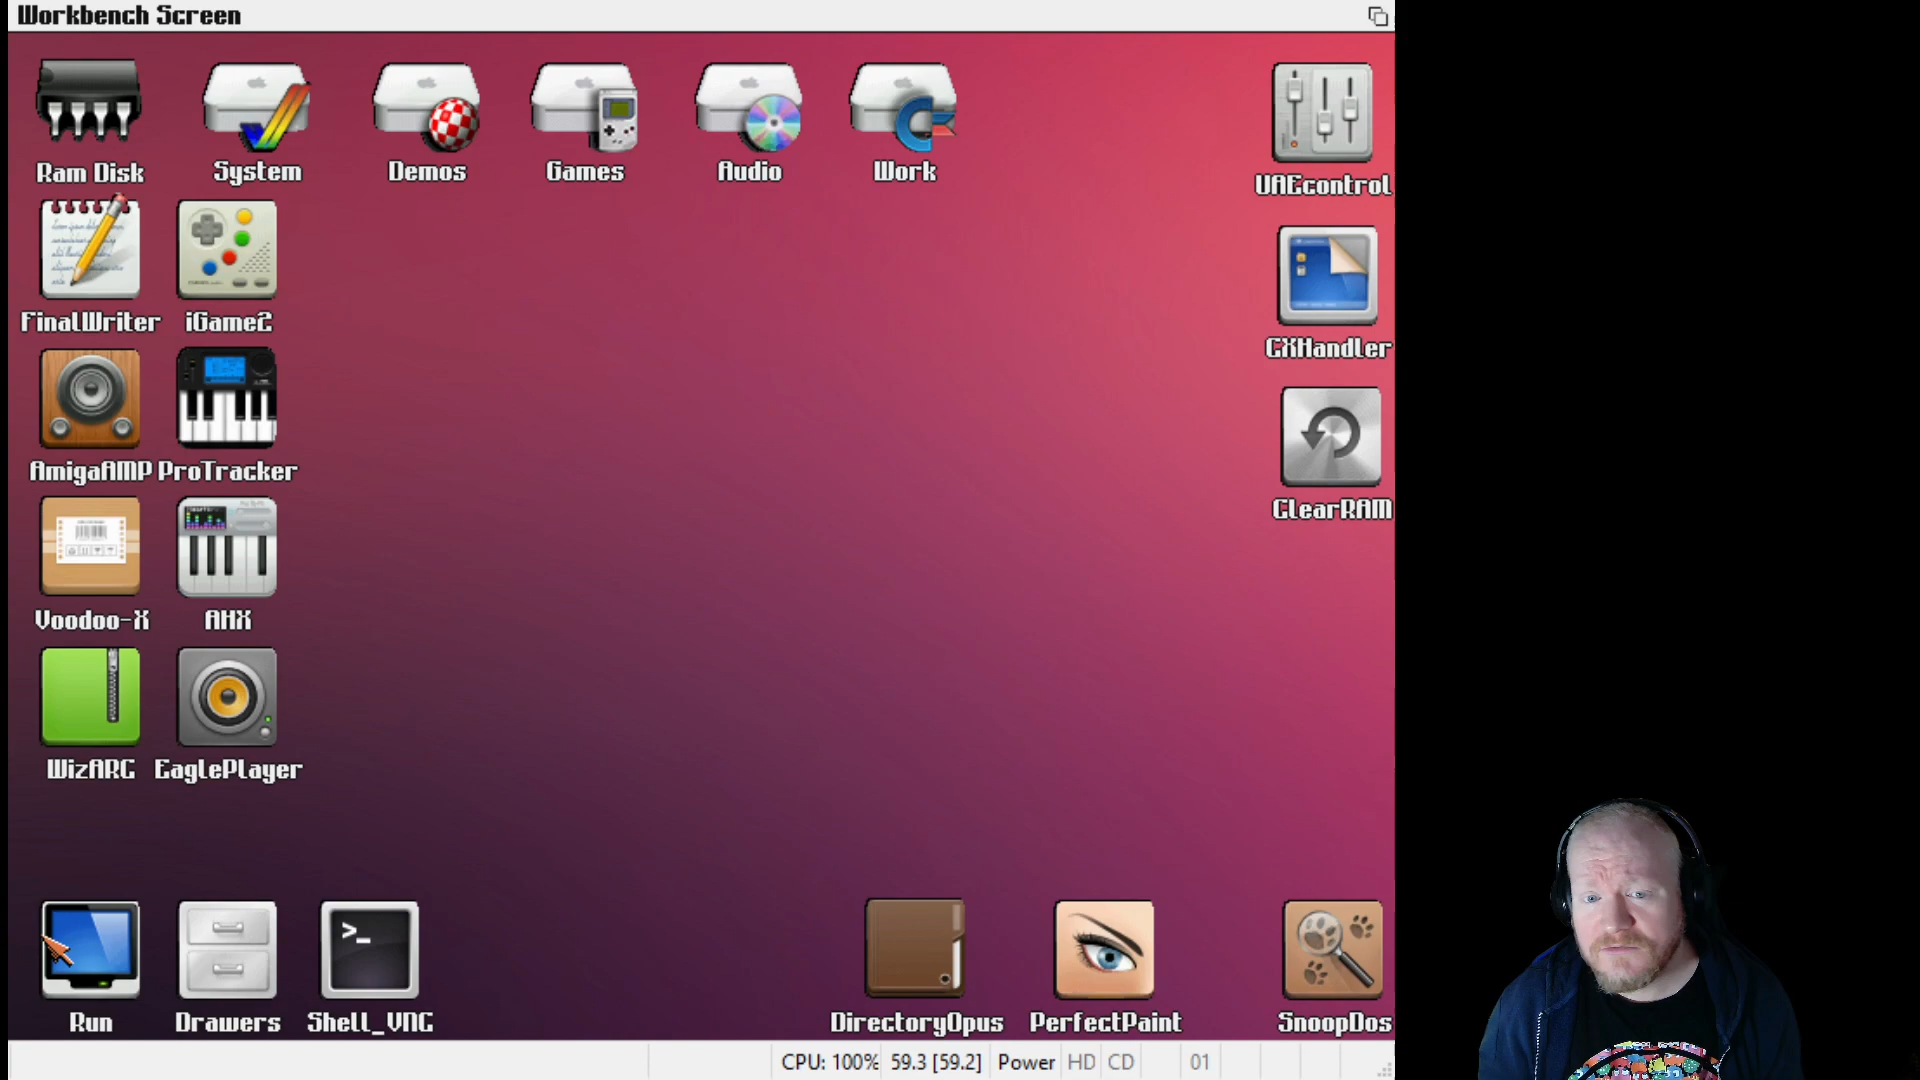 Workbench Screen
Ram Disk
System
Demos
Games
Audio
Work
UAEcontrol
FinalWriter
iGame2
CXHandler
AmigaAMP
ProTracker
ClearRAM
Voodoo-X
AHX
WizARC
EaglePlayer
>_
Run
Drawers
Shell_VNC
DirectoryOpus
PerfectPaint
SnoopDos
CPU: 100%
59.3 [59.2]
Power
HD
CD
01